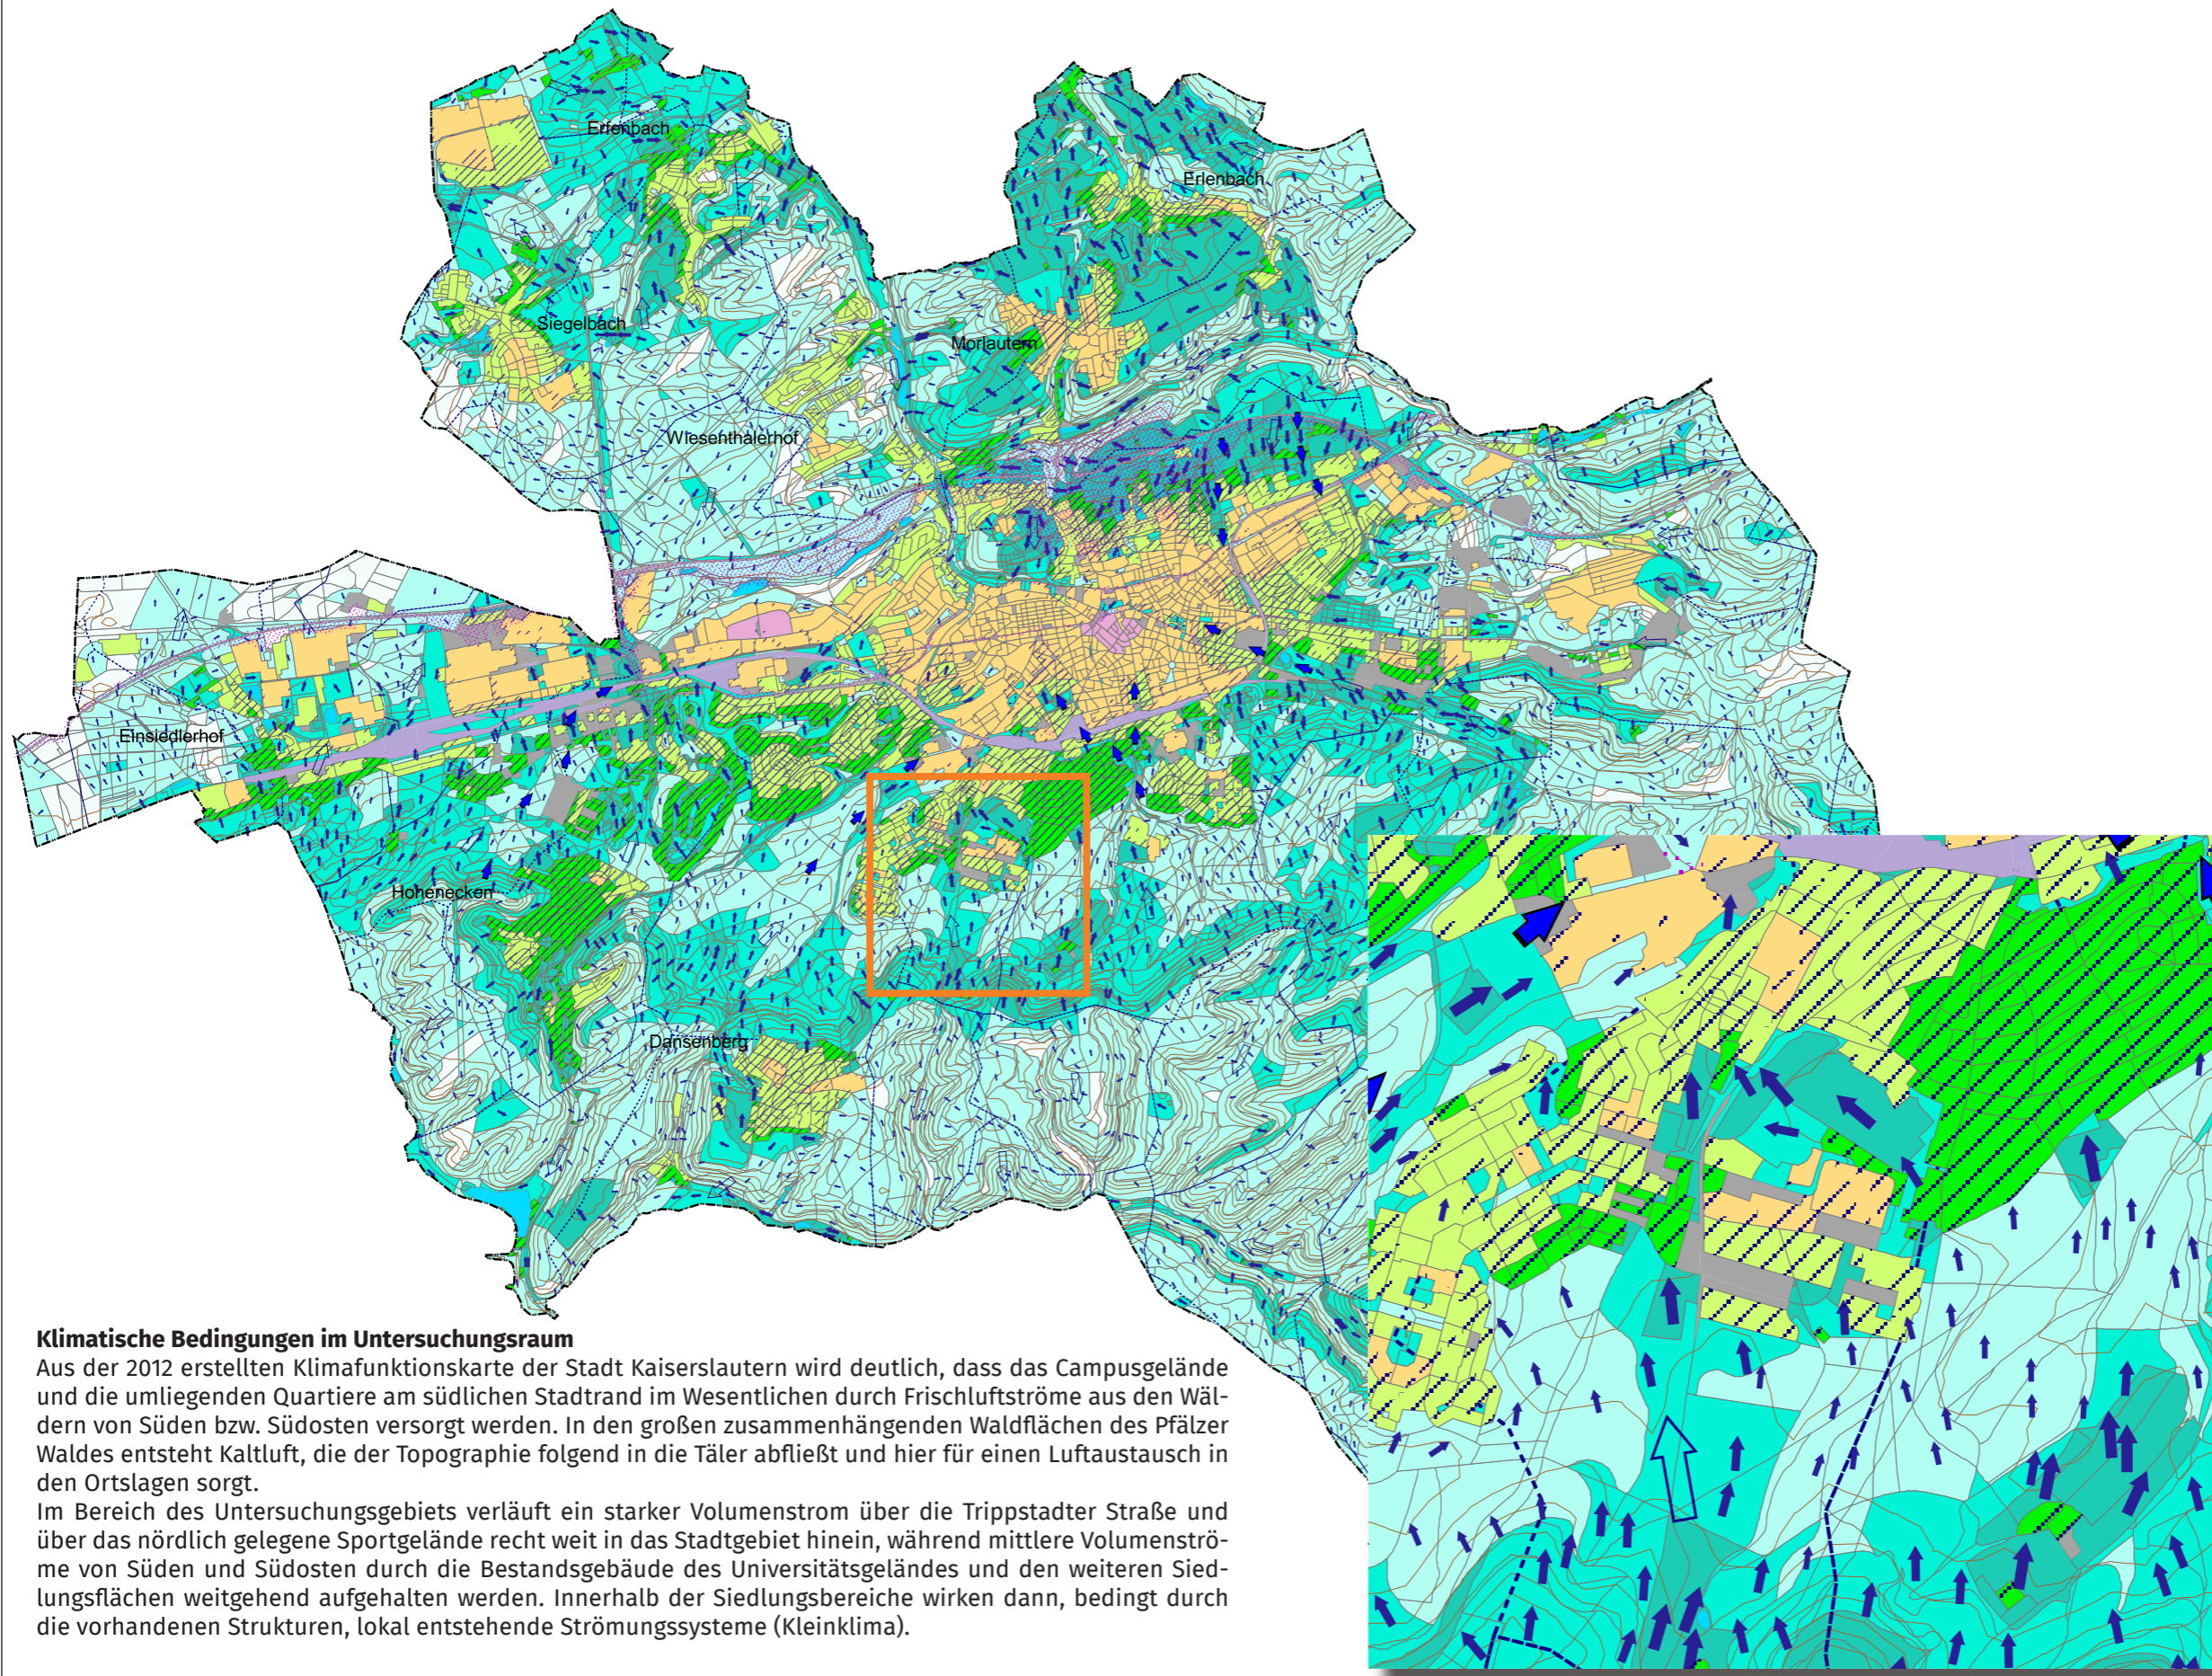 Erfenbach
Erlenbach
Siegelbach
Morlautern
Wiesenthalerhof
Einsiedlerhof
Hohenecken
Dansenberg
Klimatische Bedingungen im Untersuchungsraum
Aus der 2012 erstellten Klimafunktionskarte der Stadt Kaiserslautern wird deutlich, dass das Campusgelände
und die umliegenden Quartiere am südlichen Stadtrand im Wesentlichen durch Frischluftströme aus den Wäl-
dern von Süden bzw. Südosten versorgt werden. In den großen zusammenhängenden Waldflächen des Pfälzer
Waldes entsteht Kaltluft, die der Topographie folgend in die Täler abfließt und hier für einen Luftaustausch in
den Ortslagen sorgt.
Im Bereich des Untersuchungsgebiets verläuft ein starker Volumenstrom über die Trippstadter Straße und
über das nördlich gelegene Sportgelände recht weit in das Stadtgebiet hinein, während mittlere Volumenströ-
me von Süden und Südosten durch die Bestandsgebäude des Universitätsgeländes und den weiteren Sied-
lungsflächen weitgehend aufgehalten werden. Innerhalb der Siedlungsbereiche wirken dann, bedingt durch
die vorhandenen Strukturen, lokal entstehende Strömungssysteme (Kleinklima).